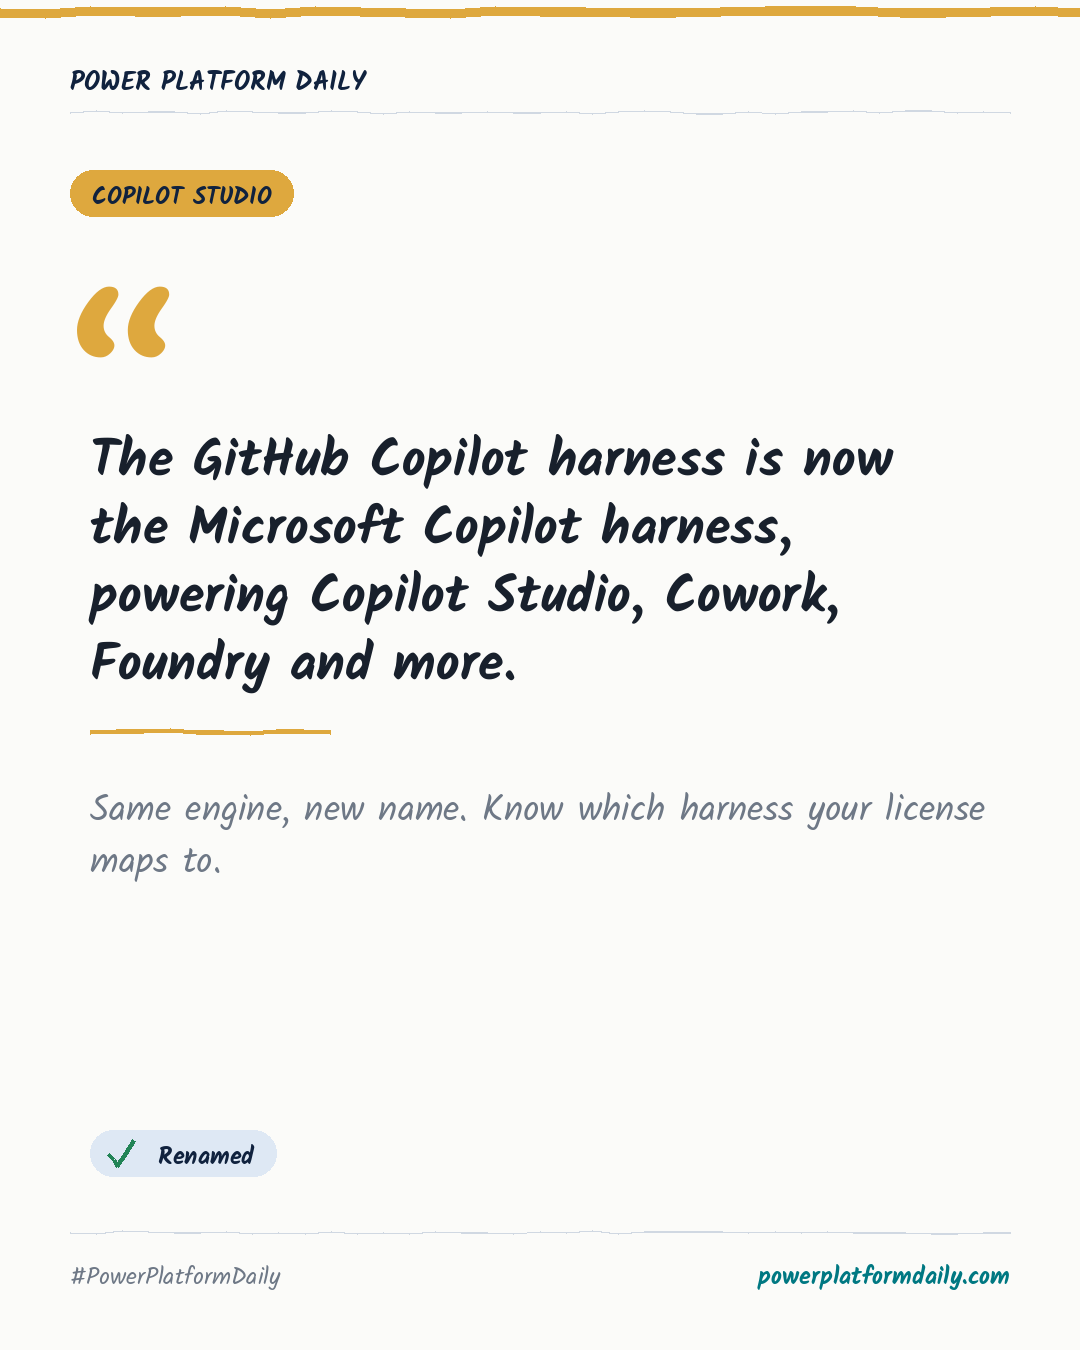 POWER PLATFORM DAILY
COPILOT STUDIO
“
The GitHub Copilot harness is now
the Microsoft Copilot harness,
powering Copilot Studio, Cowork,
Foundry and more.
Same engine, new name. Know which harness your license
maps to.
Renamed
#PowerPlatformDaily
powerplatformdaily.com